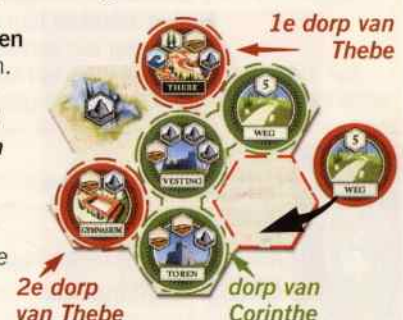 en
n.
n
e
1e dorp van
Thebe
THEBE
5
WEG
VESTING
5
WEG
GYMNASIUM
TOREN
2e dorp
van Thebe
dorp van
Corinthe